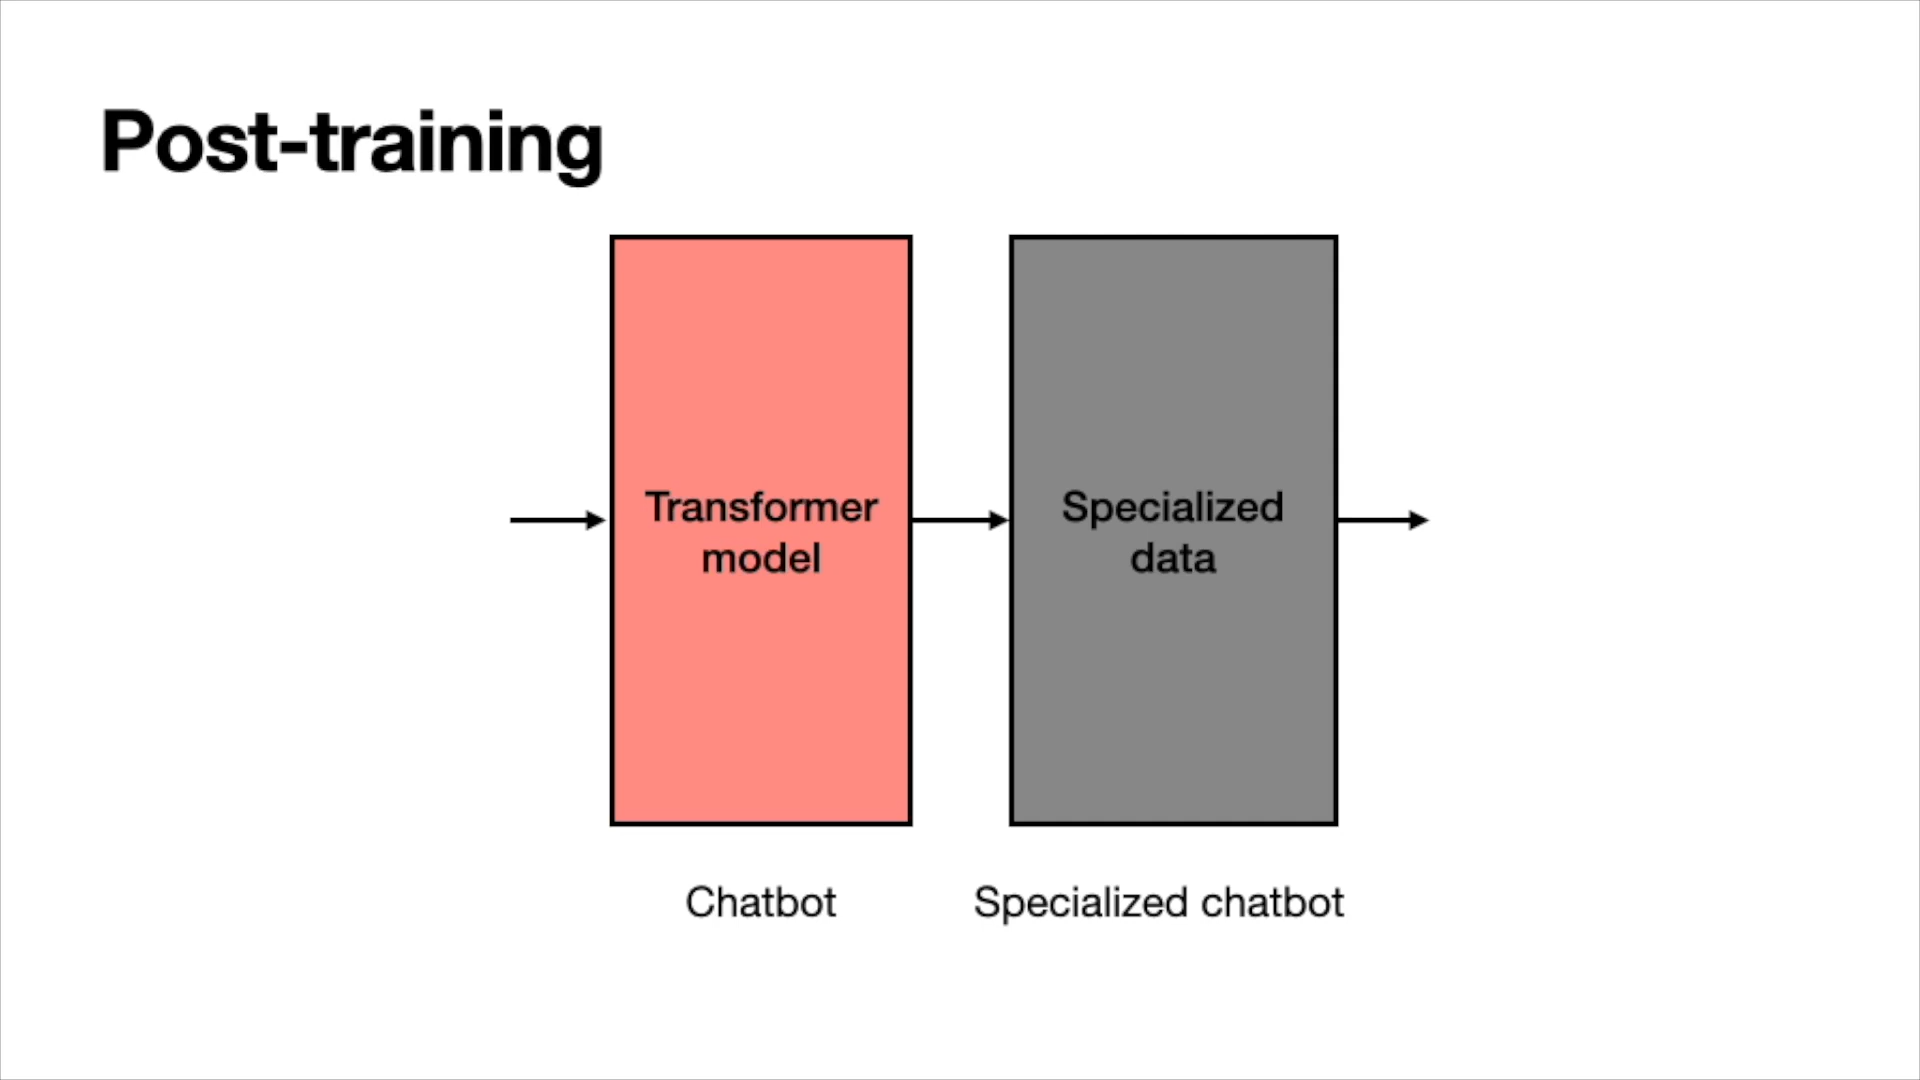 Post-training
Transformer
model
Specialized
data
Chatbot
Specialized chatbot